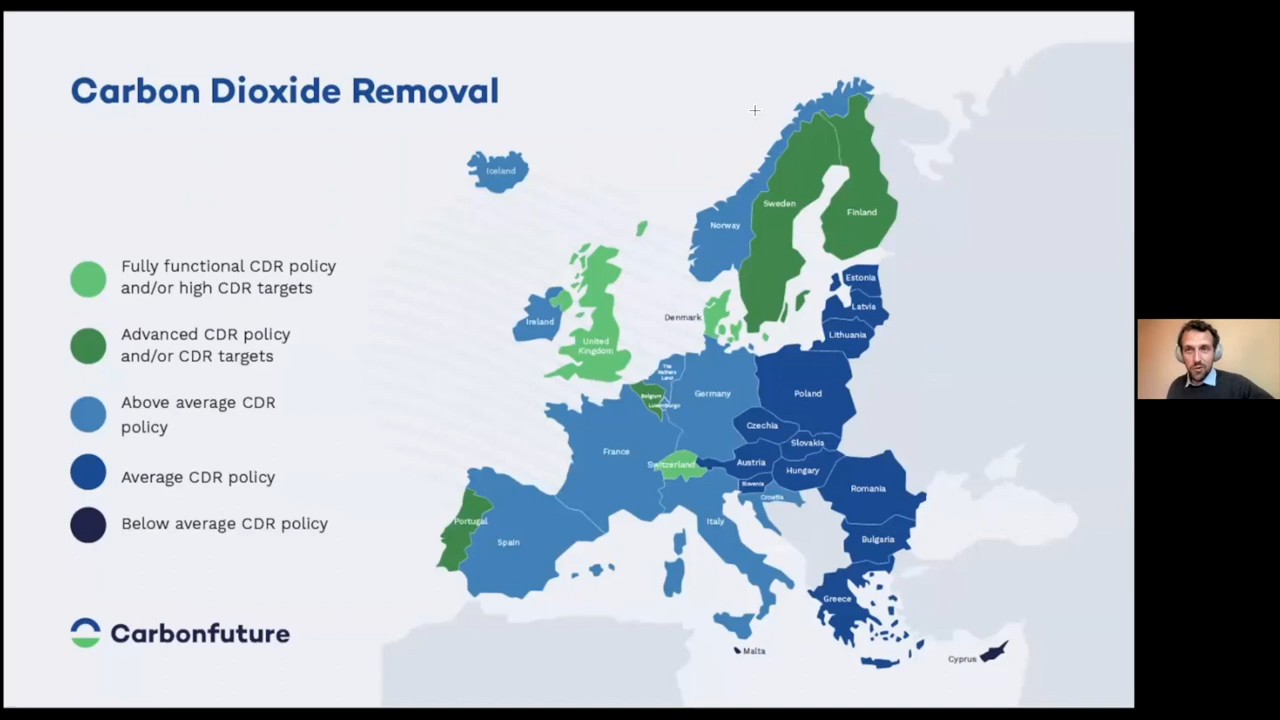 Carbon Dioxide Removal
Iceland
Sweden
Finland
Norway
Fully functional CDR policy
and/or high CDR targets
Estonia
Latvia
Lithuania
Denmark
Ireland
United
Kingdom
Advanced CDR policy
and/or CDR targets
The
Nethers
Land
Belgium
Luxembourgo
Germany
Poland
Above average CDR
policy
Czechia
Slovakia
France
Switzerland
Austria
Hungary
Average CDR policy
Slovenia
Croatia
Romania
Portugal
Spain
Italy
Bulgaria
Below average CDR policy
Greece
Carbonfuture
Malta
Cyprus